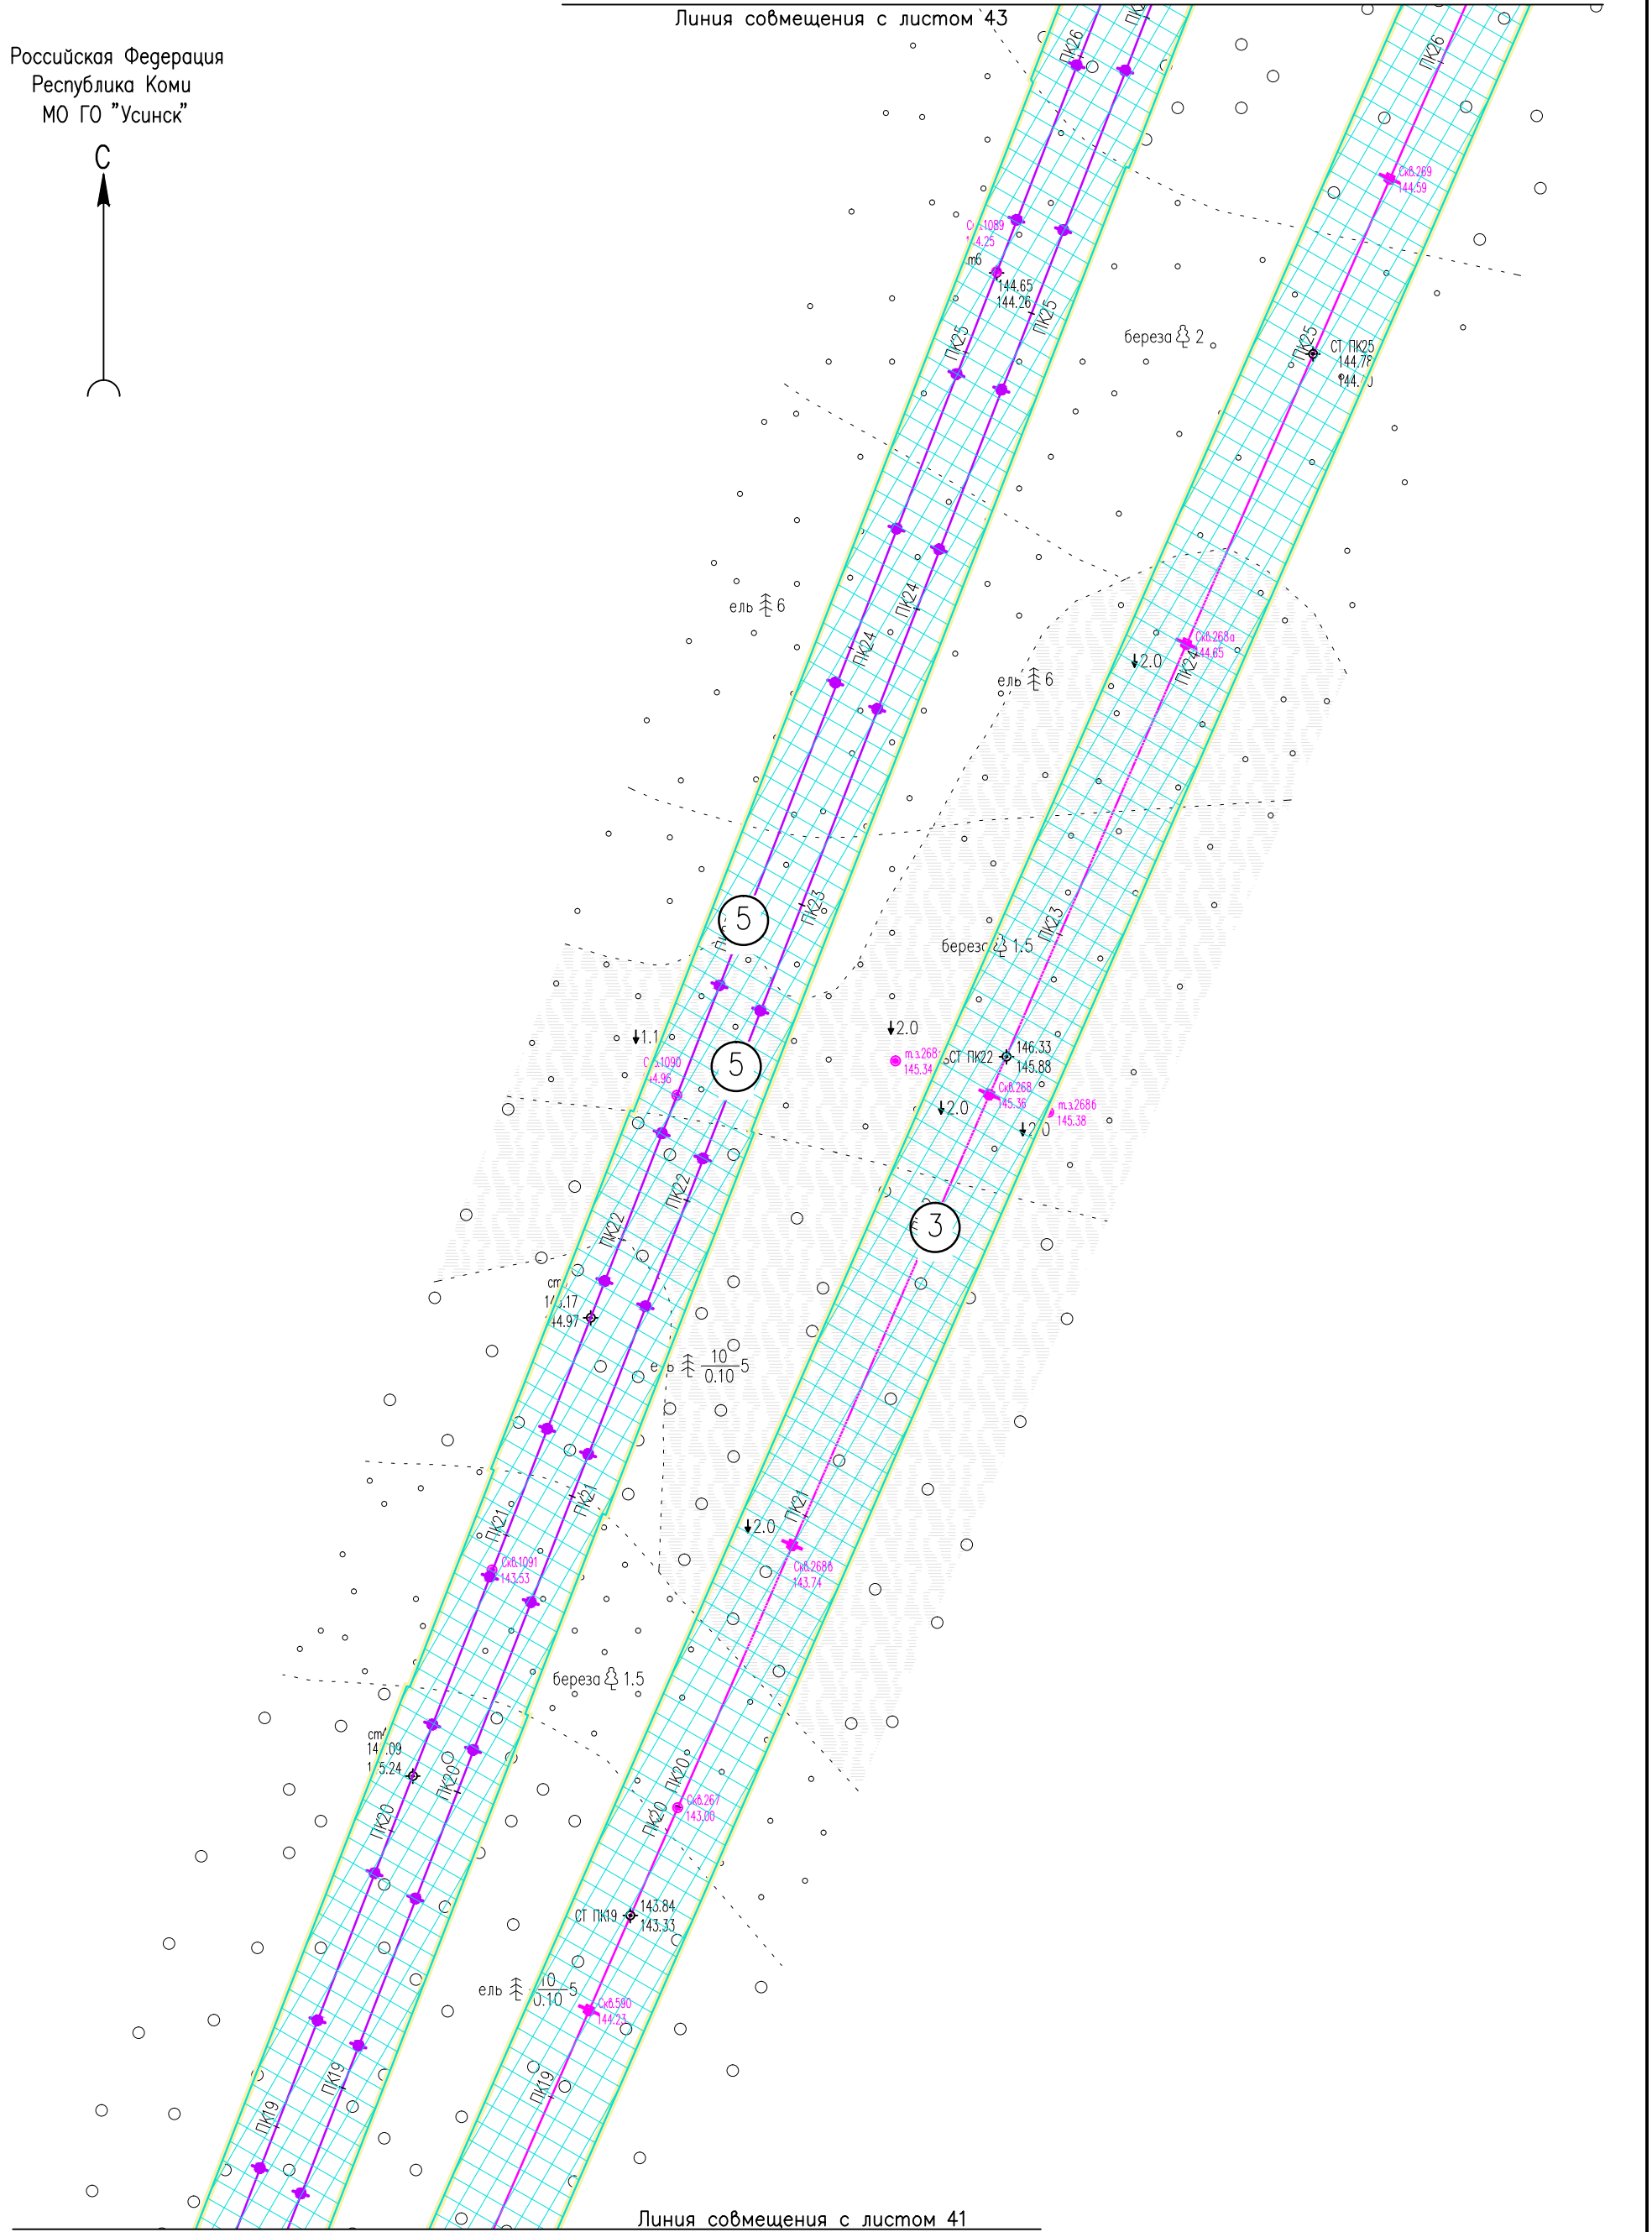 Линия совмещения с листом 43
Российская Федерация
Республика Коми
МО ГО "Усинск"
С
ПК26
ПК26
Скв.269
144.59
144.65
144.26
ПК25
ПК25
береза 2
ПК25
СТ ПК25
144.78
ель 6
ПК24
ПК24
ель 6
Скв.268а
144.65
ПК24
2.0
5
ПК23
ПК23
береза 1.5
1.1
5
2.0
145.34
СТ ПК22
146.33
145.88
Скв.268
145.36
2.0
т.з.268б
145.38
2.0
ПК22
ПК22
3
ель 10
0.10 5
ПК21
ПК21
Скв.1091
143.53
ПК21
2.0
Скв.268б
143.74
береза 1.5
ПК20
ПК20
ПК20
ПК20
Скв.267
143.00
СТ ПК19
143.84
143.33
ель 10
0.10 5
Скв.590
144.23
ПК19
ПК19
ПК19
Линия совмещения с листом 41